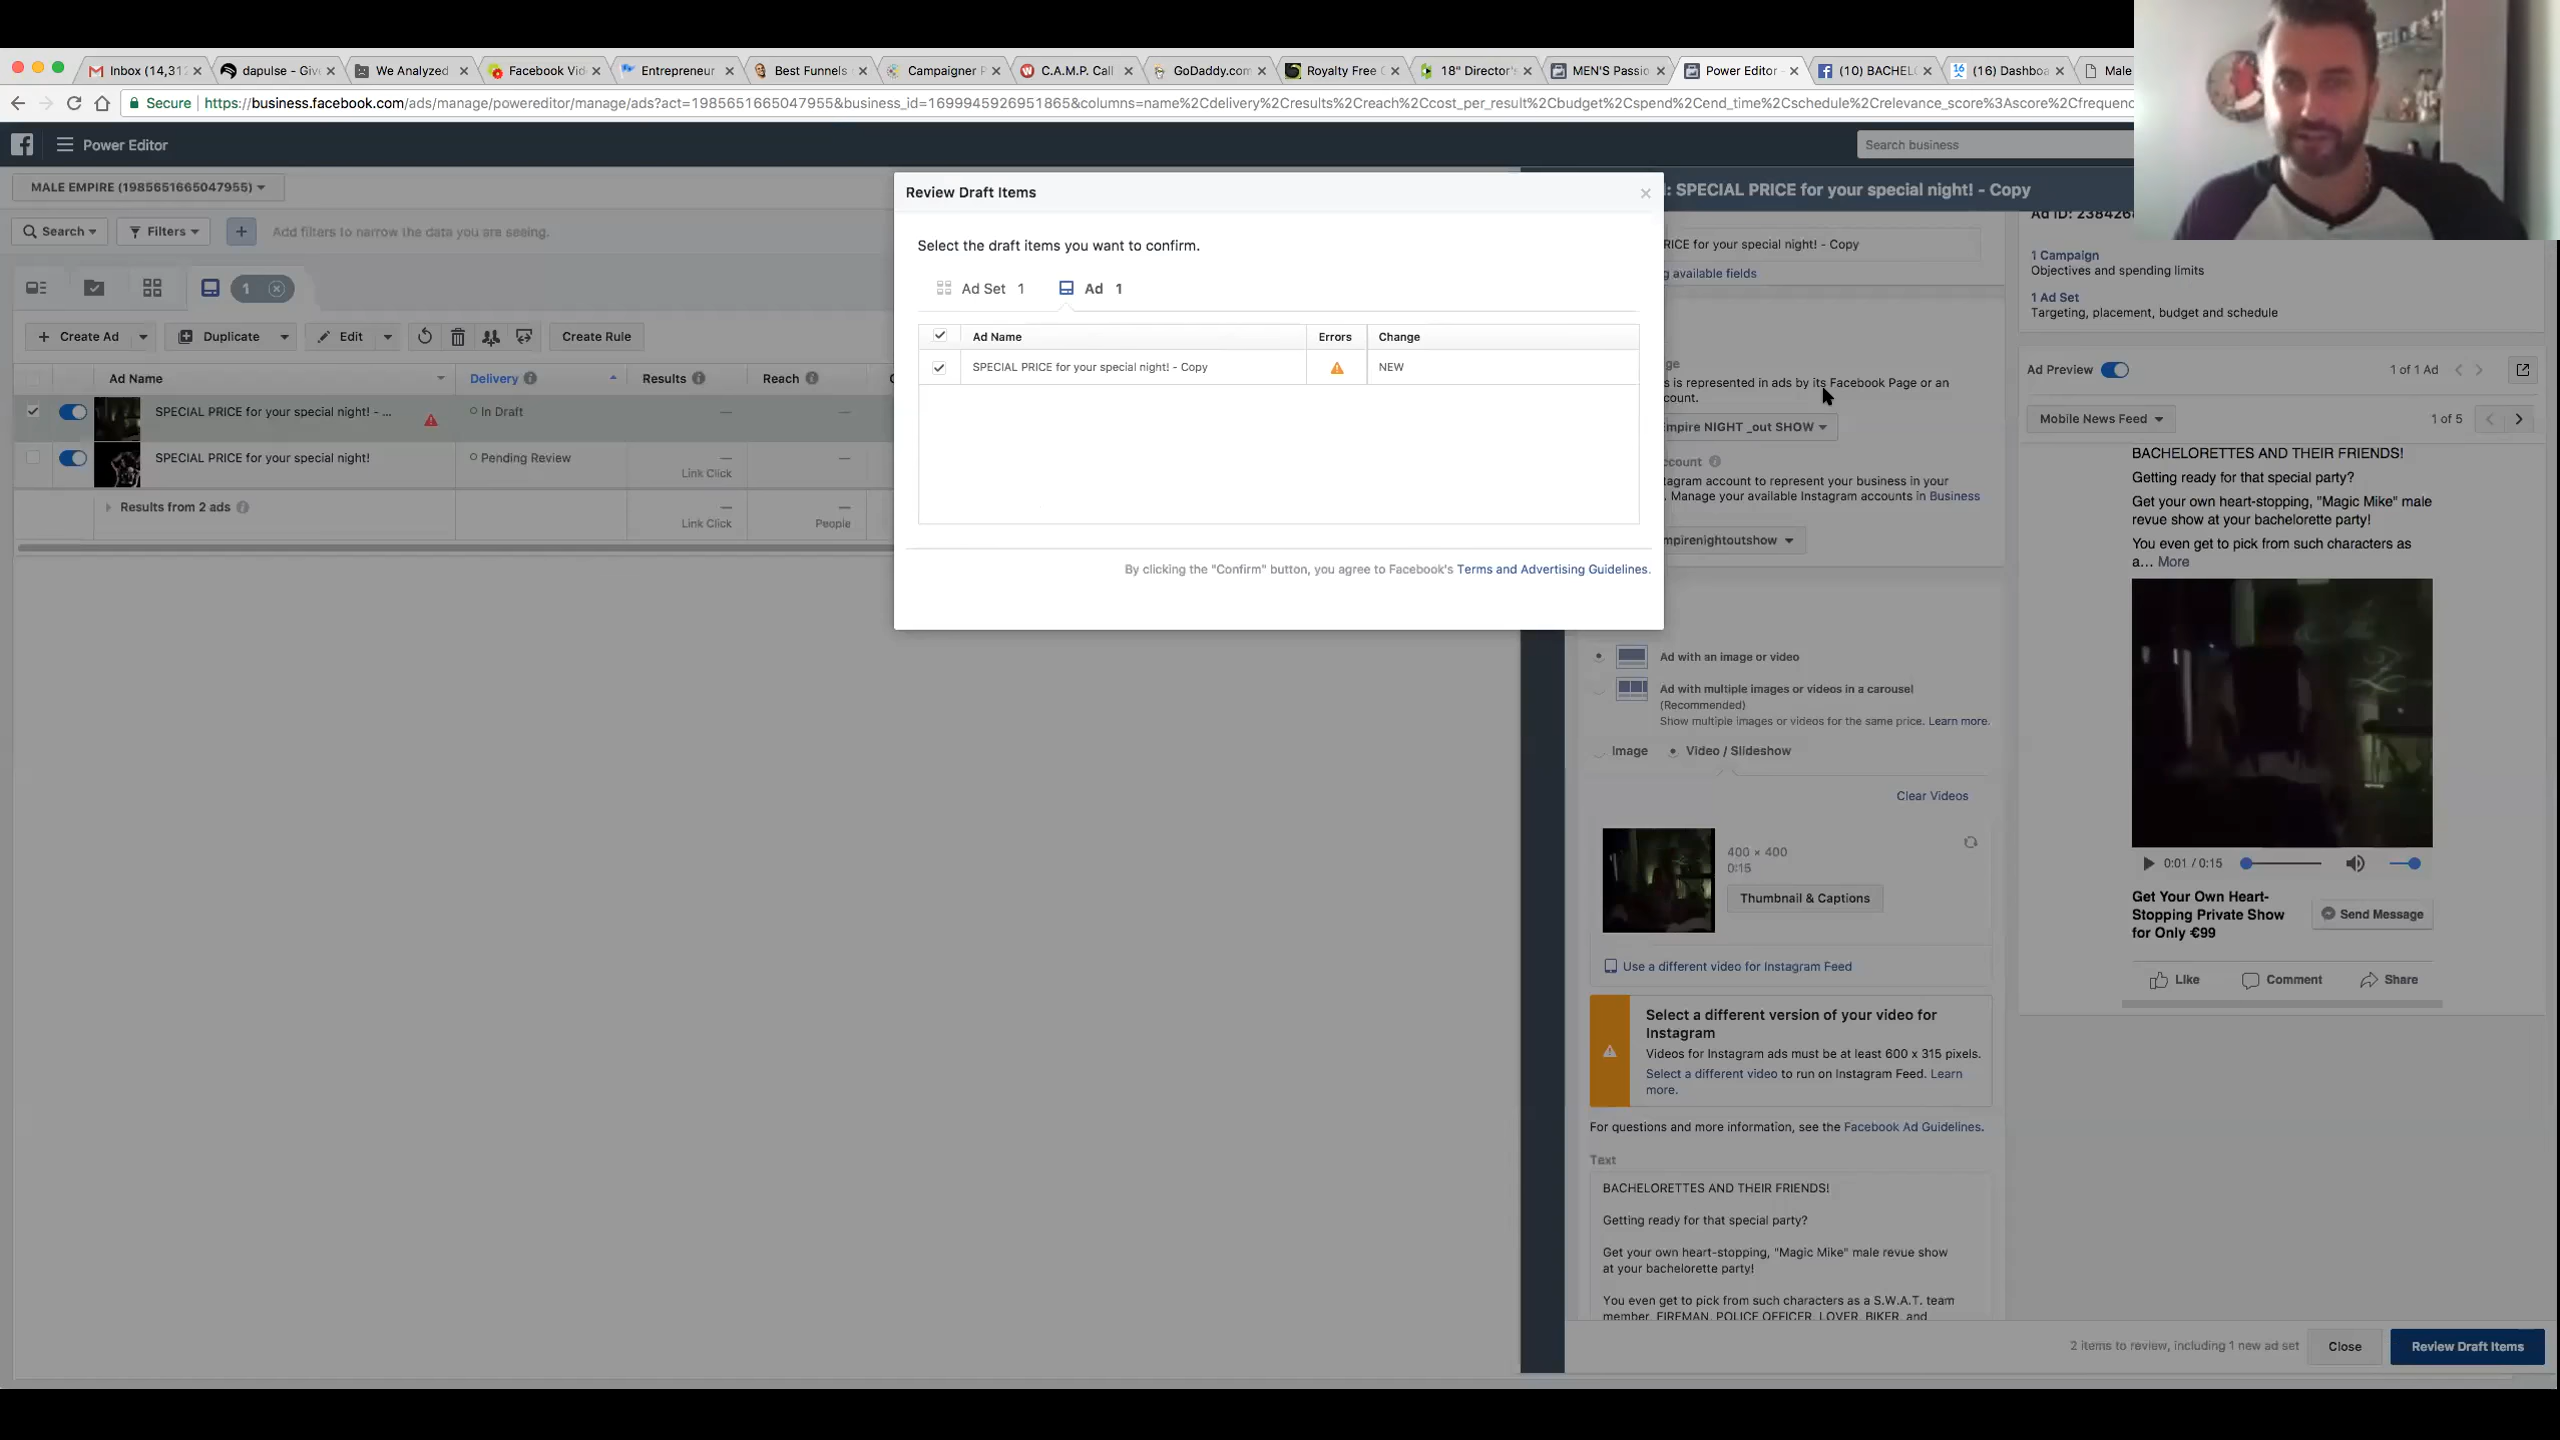 Inbox (14,31
dapulse - Giv
We Analyzed
Facebook Vid
Entrepreneur
Best Funnels
Campaigner P
C.A.M.P. Call
GoDaddy.com
Royalty Free C
18" Director's
MEN'S Passio
Power Editor
(10) BACHEL
(16) Dashboa
Male
Secure
https://business.facebook.com/ads/manage/powereditor/manage/ads?act=1985651665047955&business_id=1699945926951865&columns=name%2Cdelivery%2Cresults%2Creach%2Ccost_per_result%2Cbudget%2Cspend%2Cend_time%2Cschedule%2Crelevance_score%3Ascore%2Cfrequenc
Power Editor
Search business
MALE EMPIRE (1985651665047955)
Search
Filters
Add filters to narrow the data you are seeing.
1
Create Ad
Duplicate
Edit
Create Rule
Ad Name
Delivery
Results
Reach
SPECIAL PRICE for your special night! - ...
In Draft
SPECIAL PRICE for your special night!
Pending Review
Link Click
Results from 2 ads
Link Click
People
Review Draft Items
Select the draft items you want to confirm.
Ad Set 1
Ad 1
Ad Name
Errors
Change
SPECIAL PRICE for your special night! - Copy
NEW
By clicking the "Confirm" button, you agree to Facebook's Terms and Advertising Guidelines.
: SPECIAL PRICE for your special night! - Copy
RICE for your special night! - Copy
g available fields
ge
s is represented in ads by its Facebook Page or an
count.
mpire NIGHT _out SHOW
ccount
tagram account to represent your business in your
. Manage your available Instagram accounts in Business
mpirenightoutshow
Ad with an image or video
Ad with multiple images or videos in a carousel
(Recommended)
Show multiple images or videos for the same price. Learn more.
Image
Video / Slideshow
Clear Videos
400 × 400
0:15
Thumbnail & Captions
Use a different video for Instagram Feed
Select a different version of your video for
Instagram
Videos for Instagram ads must be at least 600 x 315 pixels.
Select a different video to run on Instagram Feed. Learn
more.
For questions and more information, see the Facebook Ad Guidelines.
Text
BACHELORETTES AND THEIR FRIENDS!
Getting ready for that special party?
Get your own heart-stopping, "Magic Mike" male revue show
at your bachelorette party!
You even get to pick from such characters as a S.W.A.T. team
member, FIREMAN, POLICE OFFICER, LOVER, BIKER, and
Ad ID: 238426
1 Campaign
Objectives and spending limits
1 Ad Set
Targeting, placement, budget and schedule
Ad Preview
1 of 1 Ad
Mobile News Feed
1 of 5
BACHELORETTES AND THEIR FRIENDS!
Getting ready for that special party?
Get your own heart-stopping, "Magic Mike" male
revue show at your bachelorette party!
You even get to pick from such characters as
a... More
0:01 / 0:15
Get Your Own Heart-
Stopping Private Show
for Only €99
Send Message
Like
Comment
Share
2 items to review, including 1 new ad set
Close
Review Draft Items